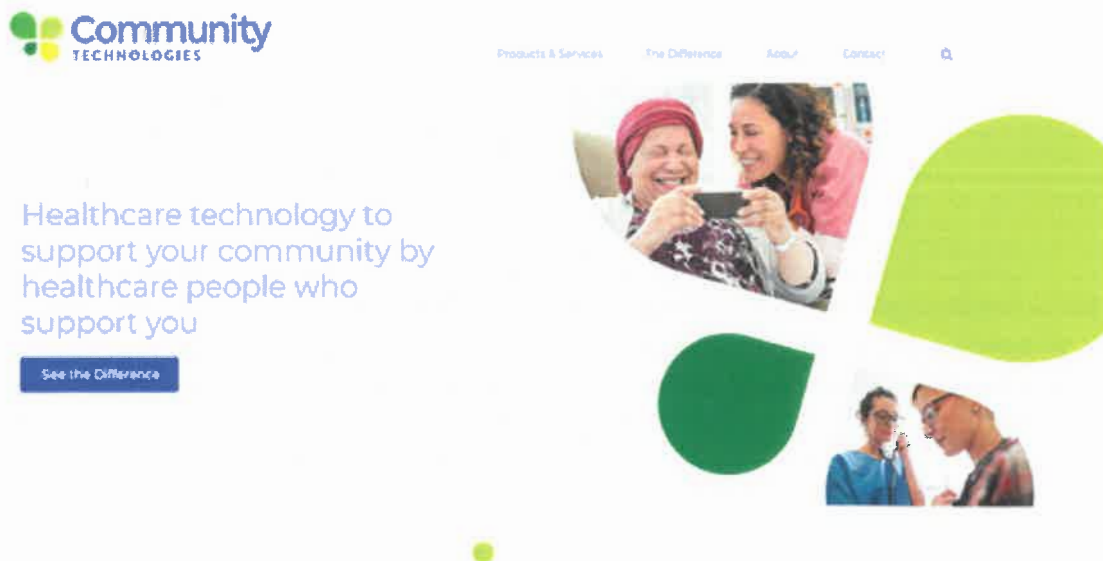 Community
TECHNOLOGIES
Products & Services The Difference About Contact
Healthcare technology to
support your community by
healthcare people who
support you
See the Difference